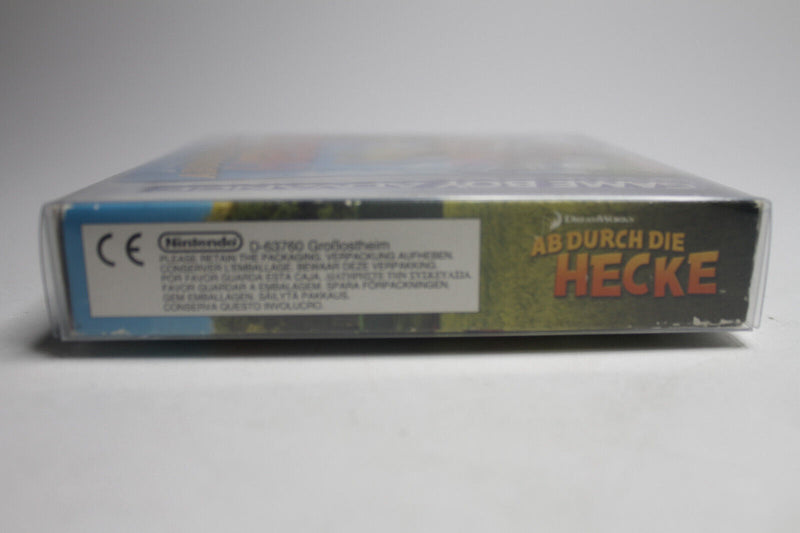 GAME BOY ADVANCE
CE
Nintendo D-63760 Großostheim
PLEASE RETAIN THE PACKAGING, VERPACKUNG AUFHEBEN,
CONSERVER L'EMBALLAGE, BEWAAR DEZE VERPAKKING,
POR FAVOR GUARDA ESTA CAJA, ΔΙΑΤΗΡΗΣΤΕ ΤΗΝ ΣΥΣΚΕΥΑΣΙΑ,
FAVOR GUARDAR A EMBALAGEM, SPARA FÖRPACKNINGEN,
GEM EMBALLAGEN, SÄILYTÄ PAKKAUS,
CONSERVA QUESTO INVOLUCRO.
DREAMWORKS
AB DURCH DIE
HECKE